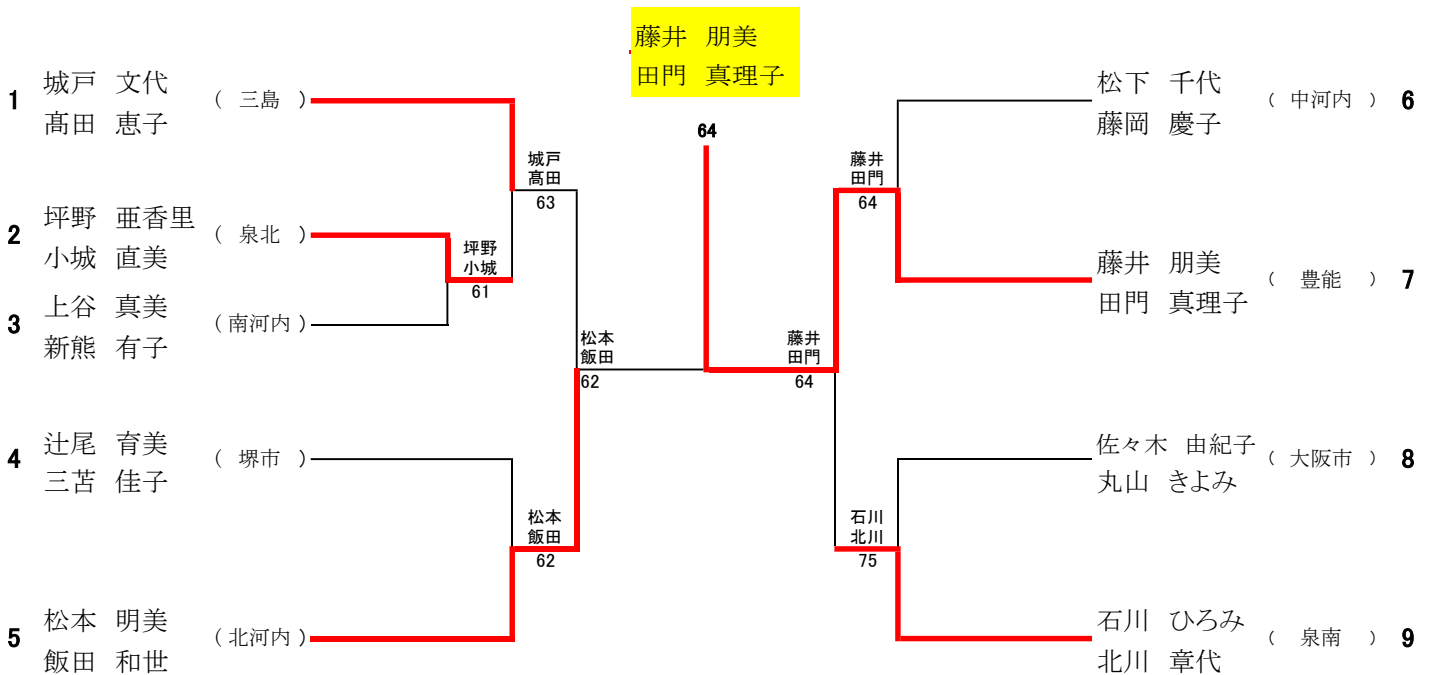 藤井 朋美
田門 真理子
64
1 城戸 文代
髙田 恵子
( 三島 )
2 坪野 亜香里
小城 直美
( 泉北 )
3 上谷 真美
新熊 有子
( 南河内 )
4 辻尾 育美
三苫 佳子
( 堺市 )
5 松本 明美
飯田 和世
( 北河内 )
城戸
髙田
63
坪野
小城
61
松本
飯田
62
松本
飯田
62
藤井
田門
64
藤井
田門
64
石川
北川
75
松下 千代
藤岡 慶子
( 中河内 ) 6
藤井 朋美
田門 真理子
( 豊能 ) 7
佐々木 由紀子
丸山 きよみ
( 大阪市 ) 8
石川 ひろみ
北川 章代
( 泉南 ) 9